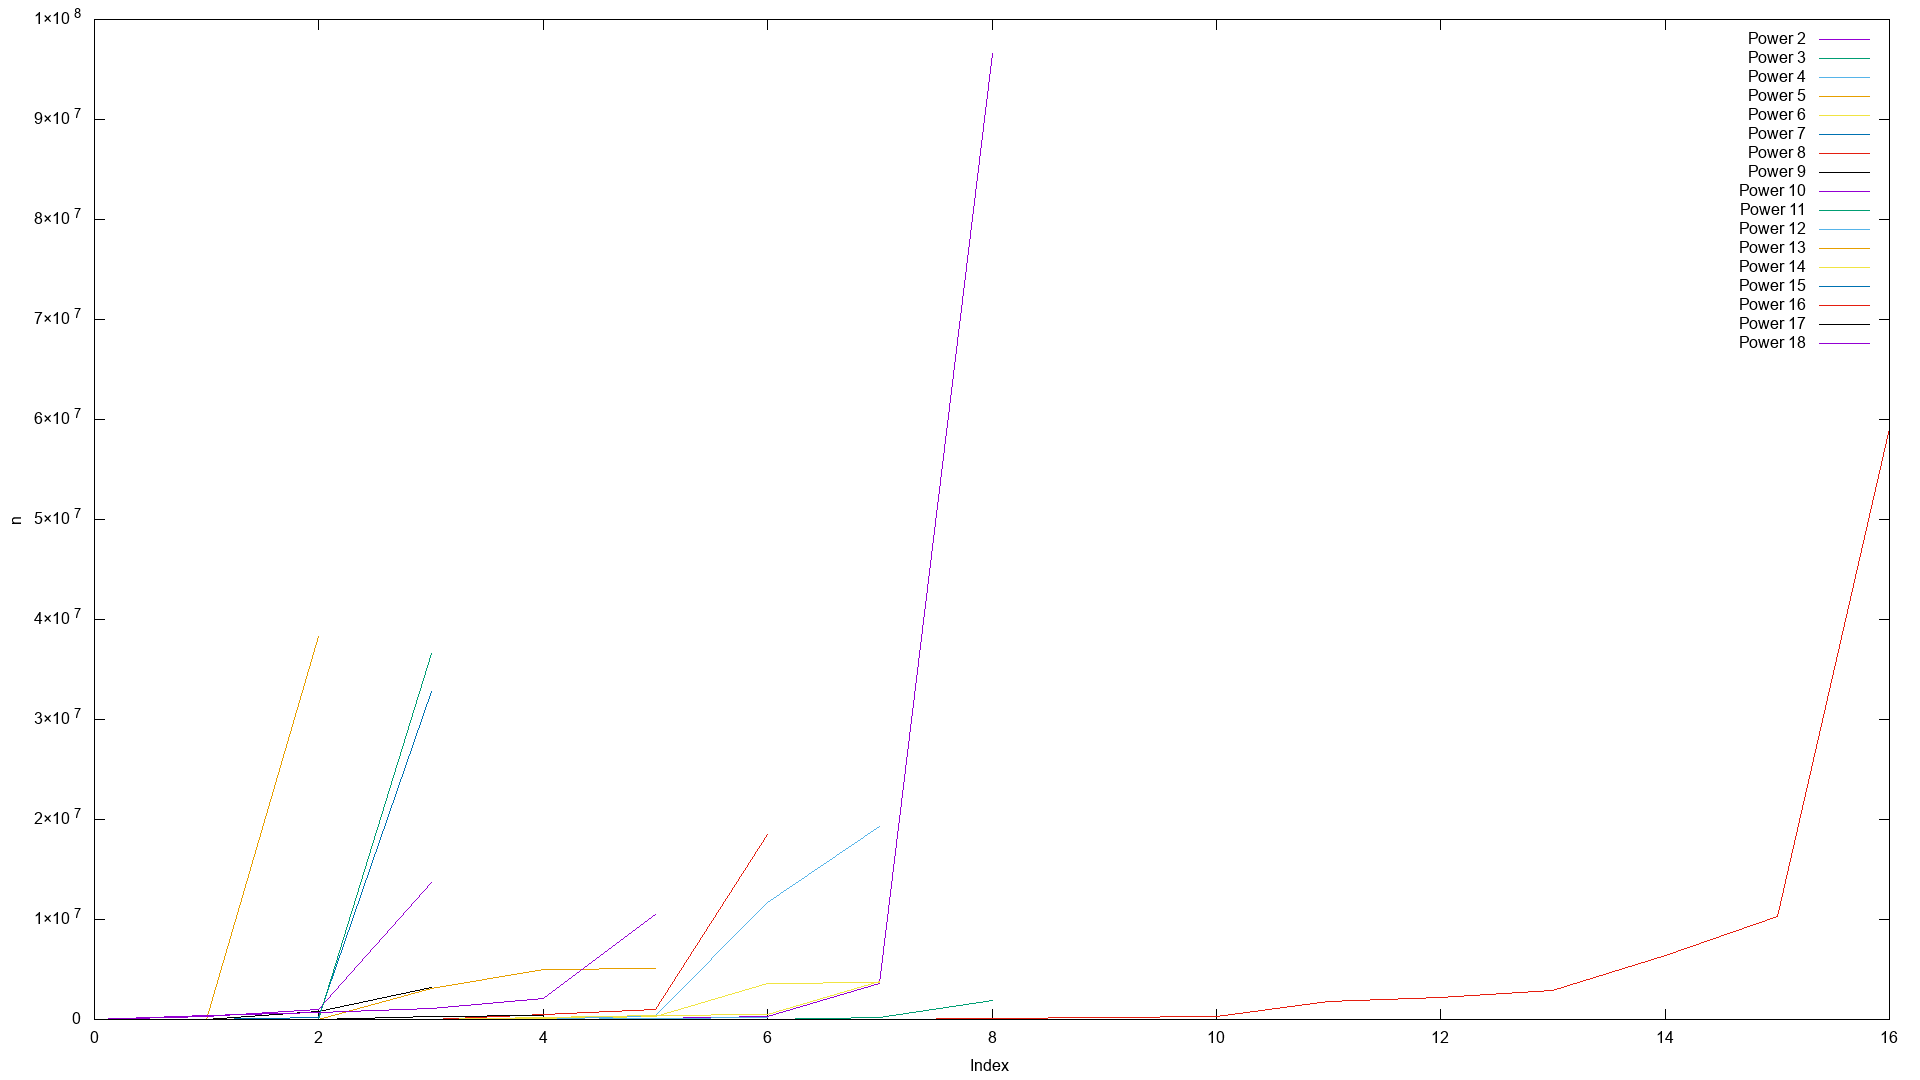 1×10 8
9×10 7
8×10 7
7×10 7
6×10 7
5×10 7
4×10 7
3×10 7
2×10 7
1×10 7
0
n
0 2 4 6 8 10 12 14 16
Index
Power 2
Power 3
Power 4
Power 5
Power 6
Power 7
Power 8
Power 9
Power 10
Power 11
Power 12
Power 13
Power 14
Power 15
Power 16
Power 17
Power 18